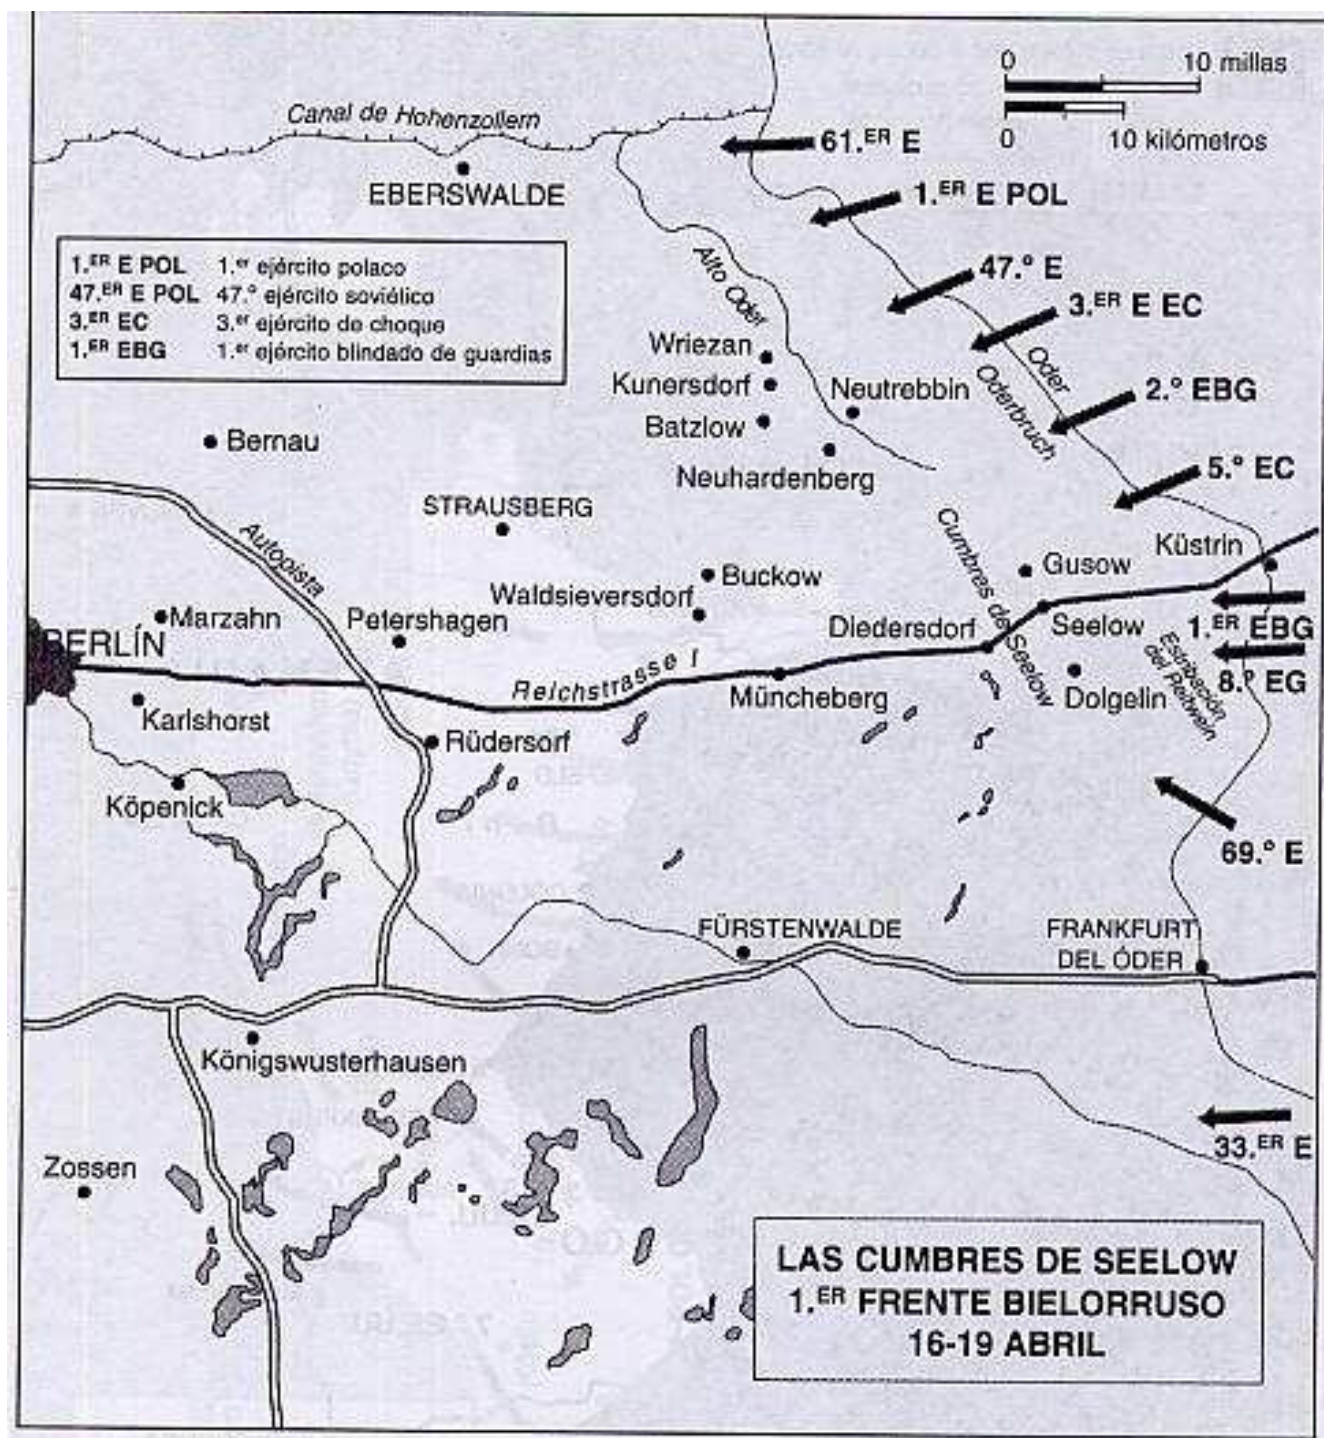 0 10 millas
0 10 kilómetros
Canal de Hohenzollern
61.ER E
EBERSWALDE
1.ER E POL
1.ER E POL 1.er ejército polaco
47.ER E POL 47.º ejército soviético
3.ER EC 3.er ejército de choque
1.ER EBG 1.er ejército blindado de guardias
Alto Oder
47.º E
3.ER E EC
Wriezan
Kunersdorf
Neutrebbin
Oder
Oderbruch
2.º EBG
Batzlow
Bernau
Neuhardenberg
5.º EC
STRAUSBERG
Autopista
Cumbres de Seelow
Küstrin
Gusow
Buckow
Waldsieversdorf
Marzahn
Petershagen
Diedersdorf
Seelow
1.ER EBG
BERLÍN
Reichstrasse I
Müncheberg
Dolgelin
Estribación
del Reitwein
8.º EG
Karlshorst
Rüdersorf
Köpenick
69.º E
FÜRSTENWALDE
FRANKFURT
DEL ÓDER
Königswusterhausen
33.ER E
Zossen
LAS CUMBRES DE SEELOW
1.ER FRENTE BIELORRUSO
16-19 ABRIL